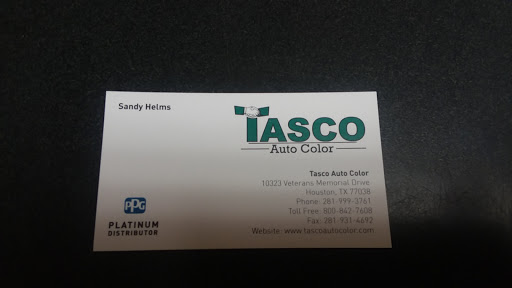 Sandy Helms
TASCO
Auto Color
Tasco Auto Color
10323 Veterans Memorial Drive
Houston, TX 77038
Phone: 281-999-3761
Toll Free: 800-842-7608
Fax: 281-931-4692
Website: www.tascoautocolor.com
PPG
PLATINUM
DISTRIBUTOR